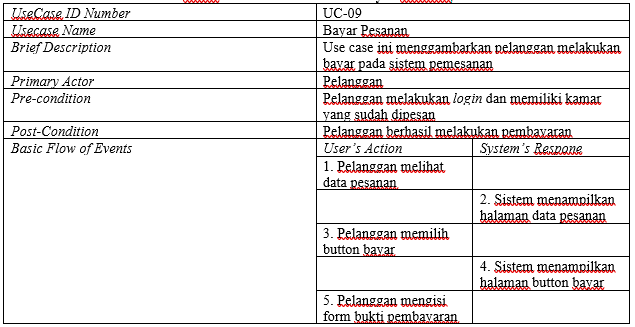 UseCase ID Number UC-09
Usecase Name Bayar Pesanan
Brief Description Use case ini menggambarkan pelanggan melakukan
bayar pada sistem pemesanan
Primary Actor Pelanggan
Pre-condition Pelanggan melakukan login dan memiliki kamar
yang sudah dipesan
Post-Condition Pelanggan berhasil melakukan pembayaran
Basic Flow of Events User's Action System's Respone
1. Pelanggan melihat
data pesanan
2. Sistem menampilkan
halaman data pesanan
3. Pelanggan memilih
button bayar
4. Sistem menampilkan
halaman button bayar
5. Pelanggan mengisi
form bukti pembayaran